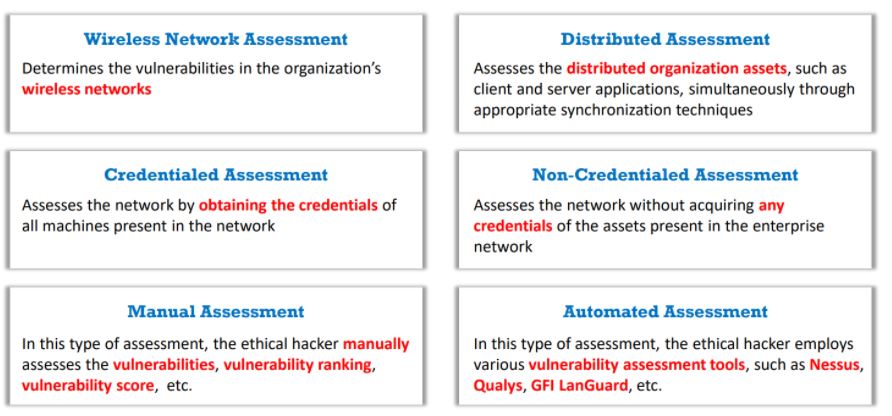 Wireless Network Assessment
Determines the vulnerabilities in the organization's
wireless networks
Distributed Assessment
Assesses the distributed organization assets, such as
client and server applications, simultaneously through
appropriate synchronization techniques
Credentialed Assessment
Assesses the network by obtaining the credentials of
all machines present in the network
Non-Credentialed Assessment
Assesses the network without acquiring any
credentials of the assets present in the enterprise
network
Manual Assessment
In this type of assessment, the ethical hacker manually
assesses the vulnerabilities, vulnerability ranking,
vulnerability score, etc.
Automated Assessment
In this type of assessment, the ethical hacker employs
various vulnerability assessment tools, such as Nessus,
Qualys, GFI LanGuard, etc.